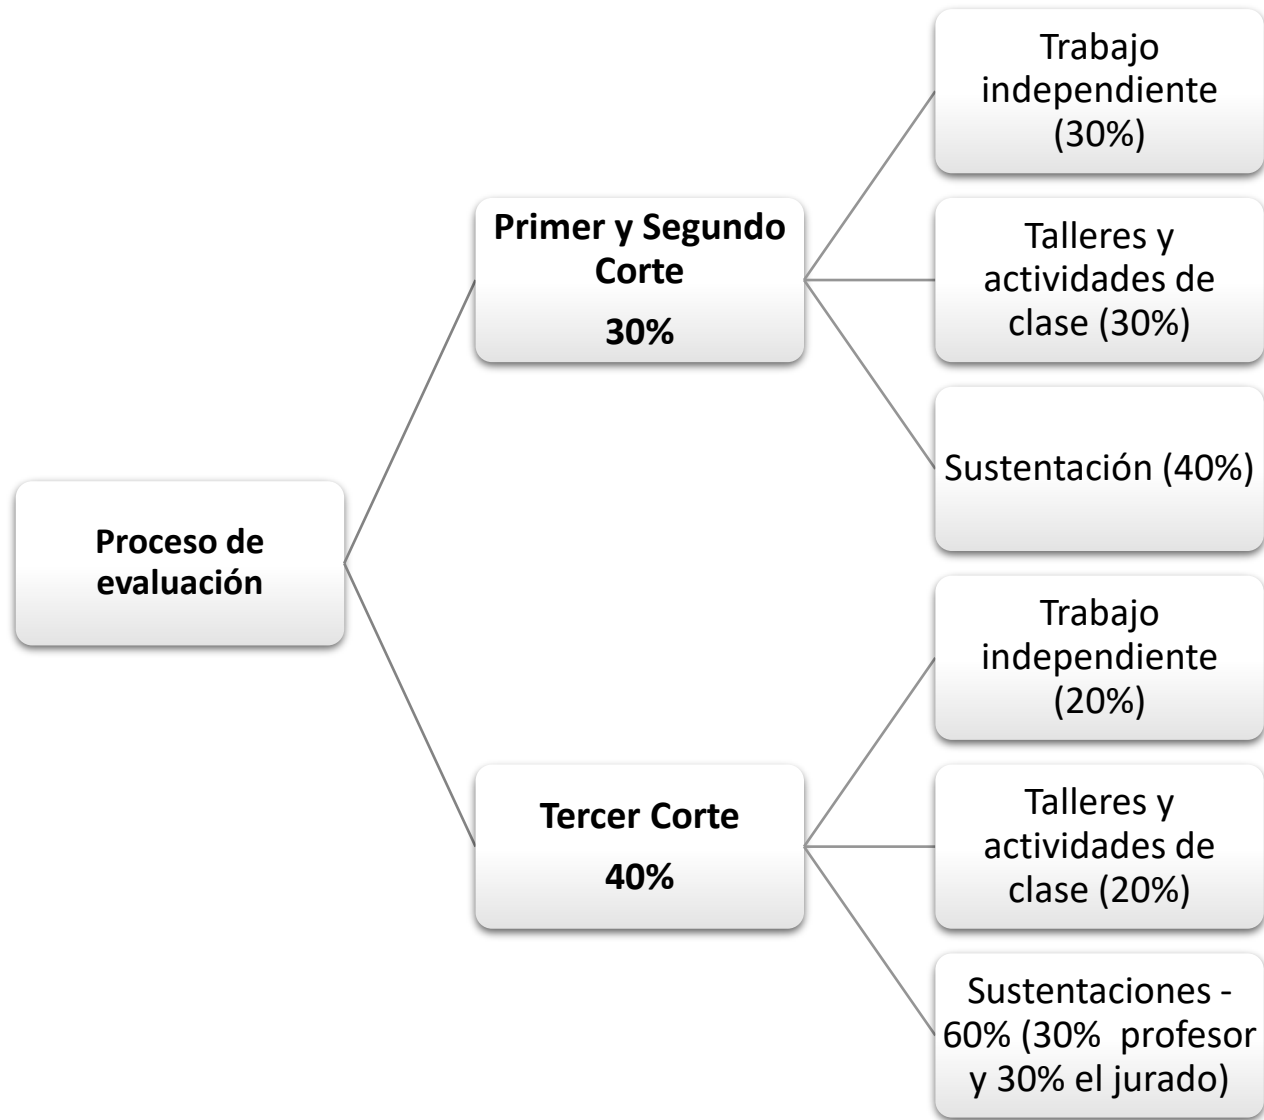 Proceso de
evaluación
Primer y Segundo
Corte
30%
Trabajo
independiente
(30%)
Talleres y
actividades de
clase (30%)
Sustentación (40%)
Tercer Corte
40%
Trabajo
independiente
(20%)
Talleres y
actividades de
clase (20%)
Sustentaciones -
60% (30% profesor
y 30% el jurado)